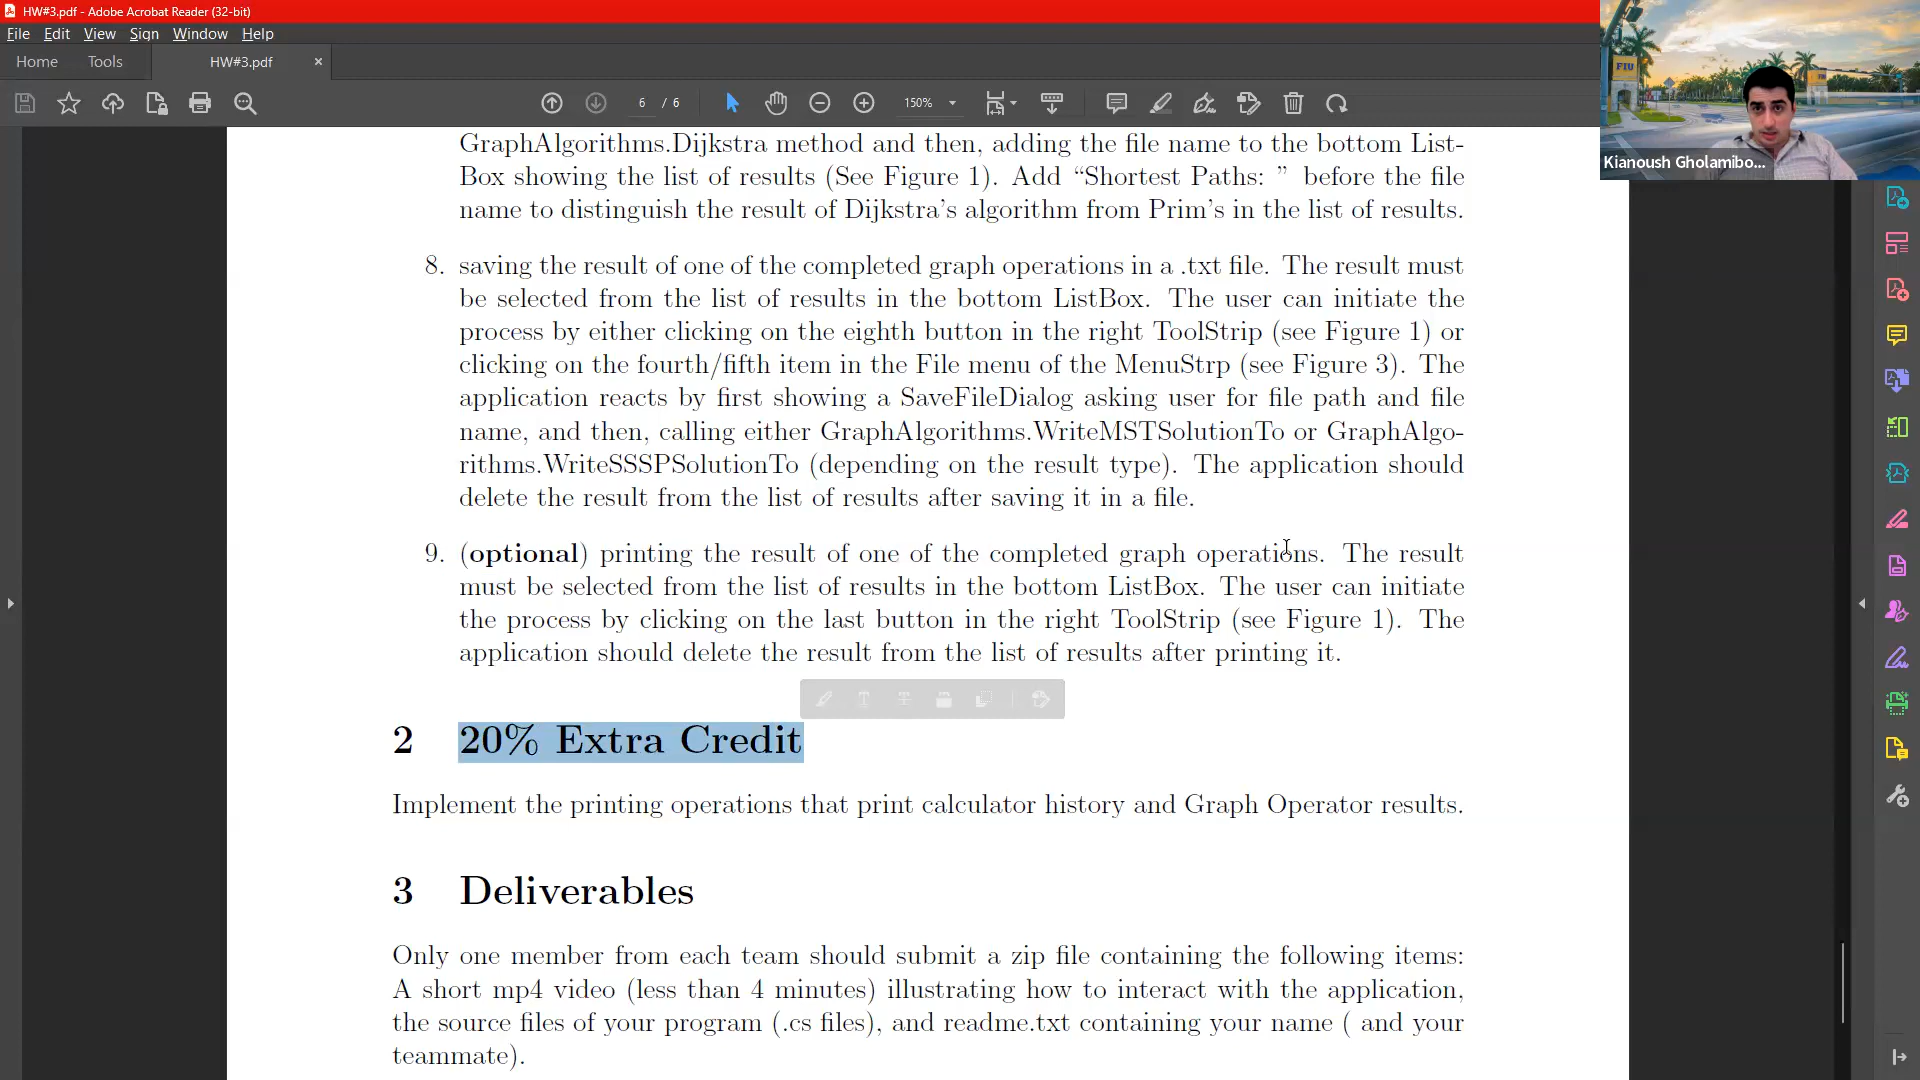 HW#3.pdf - Adobe Acrobat Reader (32-bit)
File Edit View Sign Window Help
Home Tools HW#3.pdf ×
6 / 6 150%
FIU
Kianoush Gholambo...
GraphAlgorithms.Dijkstra method and then, adding the file name to the bottom List-
Box showing the list of results (See Figure 1). Add “Shortest Paths: ” before the file
name to distinguish the result of Dijkstra’s algorithm from Prim’s in the list of results.
8. saving the result of one of the completed graph operations in a .txt file. The result must
be selected from the list of results in the bottom ListBox. The user can initiate the
process by either clicking on the eighth button in the right ToolStrip (see Figure 1) or
clicking on the fourth/fifth item in the File menu of the MenuStrp (see Figure 3). The
application reacts by first showing a SaveFileDialog asking user for file path and file
name, and then, calling either GraphAlgorithms.WriteMSTSolutionTo or GraphAlgo-
rithms.WriteSSSPSolutionTo (depending on the result type). The application should
delete the result from the list of results after saving it in a file.
9. (optional) printing the result of one of the completed graph operations. The result
must be selected from the list of results in the bottom ListBox. The user can initiate
the process by clicking on the last button in the right ToolStrip (see Figure 1). The
application should delete the result from the list of results after printing it.
2 20% Extra Credit
Implement the printing operations that print calculator history and Graph Operator results.
3 Deliverables
Only one member from each team should submit a zip file containing the following items:
A short mp4 video (less than 4 minutes) illustrating how to interact with the application,
the source files of your program (.cs files), and readme.txt containing your name ( and your
teammate).